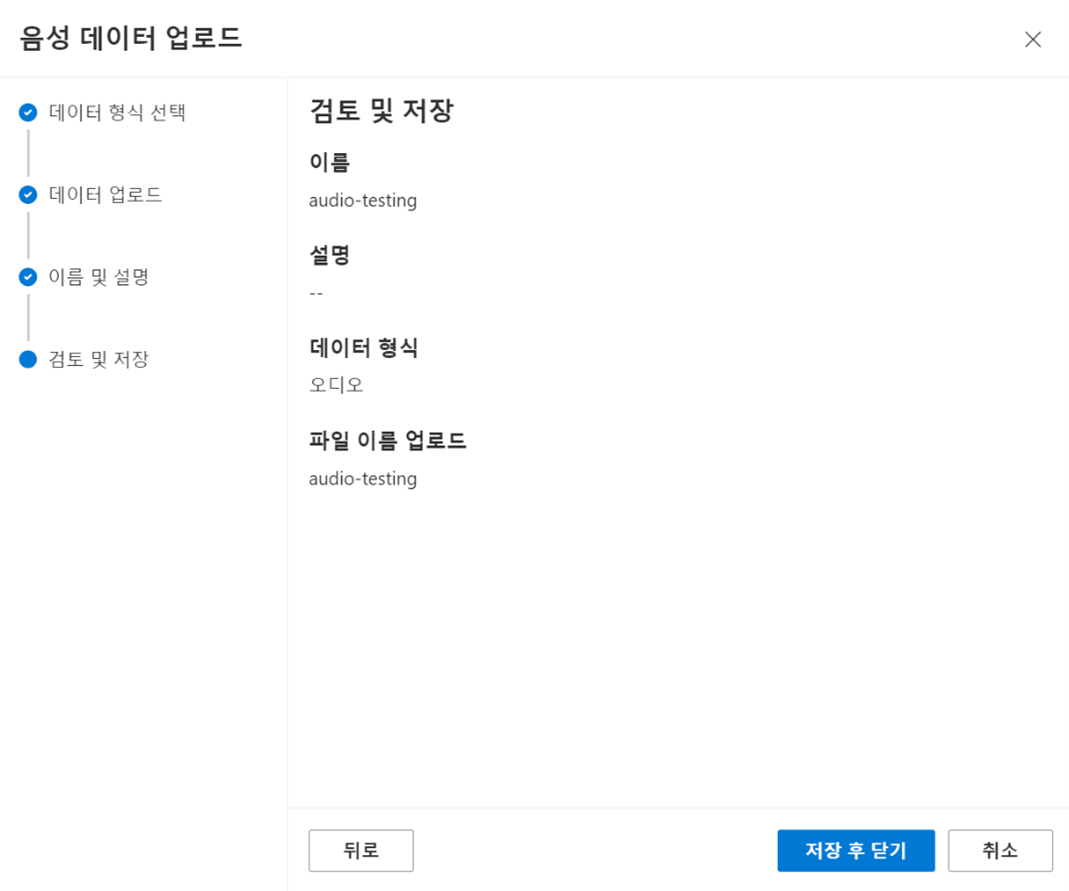 음성 데이터 업로드
데이터 형식 선택
데이터 업로드
이름 및 설명
검토 및 저장
검토 및 저장
이름
audio-testing
설명
--
데이터 형식
오디오
파일 이름 업로드
audio-testing
뒤로
저장 후 닫기
취소